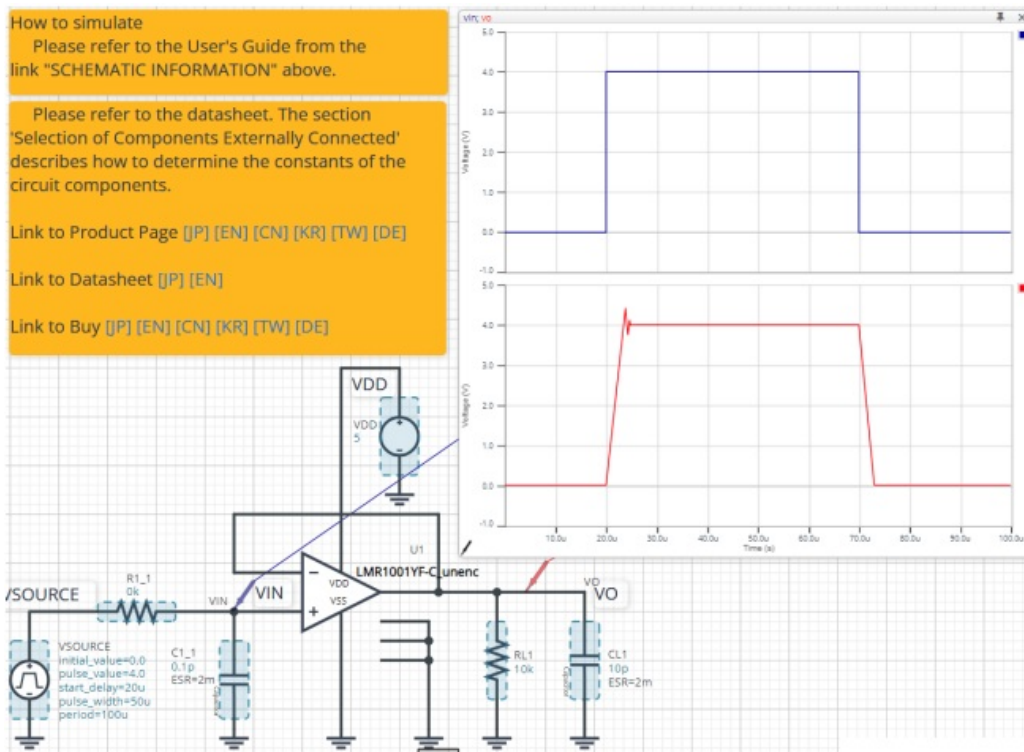 How to simulate
Please refer to the User's Guide from the
link "SCHEMATIC INFORMATION" above.
Please refer to the datasheet. The section
'Selection of Components Externally Connected'
describes how to determine the constants of the
circuit components.
Link to Product Page [JP] [EN] [CN] [KR] [TW] [DE]
Link to Datasheet [JP] [EN]
Link to Buy [JP] [EN] [CN] [KR] [TW] [DE]
vin; vo
5.0
4.0
3.0
2.0
1.0
0.0
-1.0
Voltage (V)
5.0
4.0
3.0
2.0
1.0
0.0
-1.0
Voltage (V)
10.0u 20.0u 30.0u 40.0u 50.0u 60.0u 70.0u 80.0u 90.0u 100.0u
Time (s)
VDD
VDD
5
U1
LMR1001YF-C_unenc
VDD
VSS
R1_1
0k
VSOURCE
VIN
VIN
VO
VO
VSOURCE
initial_value=0.0
pulse_value=4.0
start_delay=20u
pulse_width=50u
period=100u
C1_1
0.1p
ESR=2m
RL1
10k
CL1
10p
ESR=2m